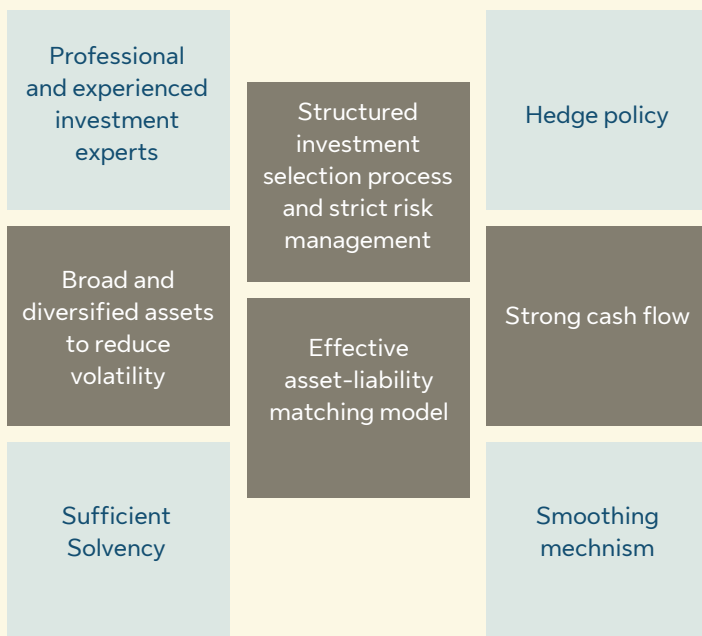 Professional
and experienced
investment
experts
Structured
investment
selection process
and strict risk
management
Hedge policy
Broad and
diversified assets
to reduce
volatility
Effective
asset-liability
matching model
Strong cash flow
Sufficient
Solvency
Smoothing
mechnism